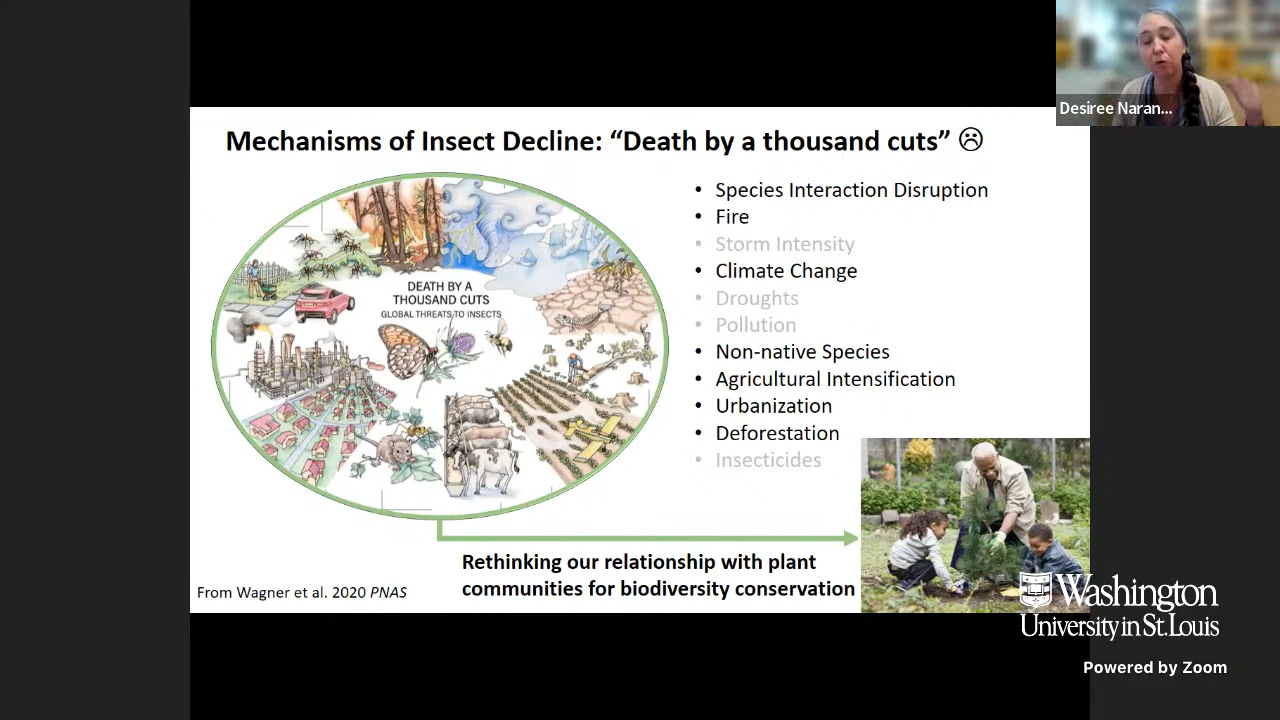 Desiree Naran...
Mechanisms of Insect Decline: “Death by a thousand cuts” ☹
DEATH BY A
THOUSAND CUTS
GLOBAL THREATS TO INSECTS
• Species Interaction Disruption
• Fire
• Storm Intensity
• Climate Change
• Droughts
• Pollution
• Non-native Species
• Agricultural Intensification
• Urbanization
• Deforestation
• Insecticides
Rethinking our relationship with plant
communities for biodiversity conservation
From Wagner et al. 2020 PNAS
Washington
University in St. Louis
Powered by Zoom